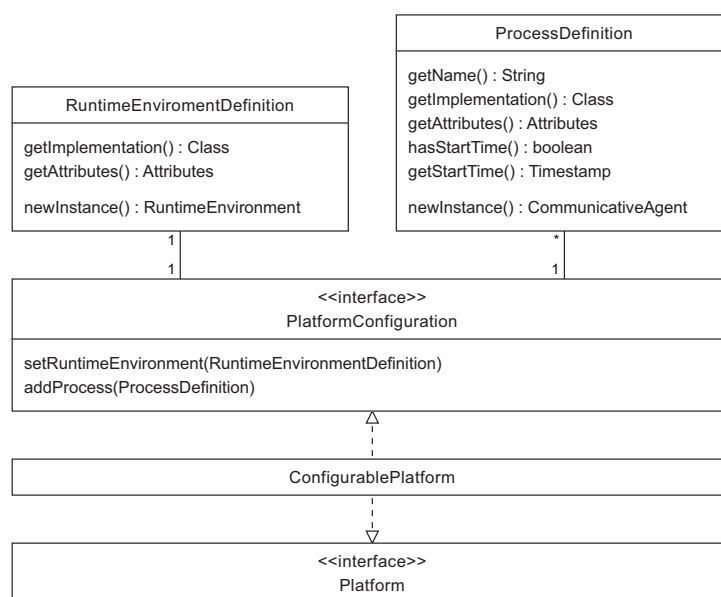 ProcessDefinition
getName() : String
getImplementation() : Class
getAttributes() : Attributes
hasStartTime() : boolean
getStartTime() : Timestamp
newInstance() : CommunicativeAgent
RuntimeEnviromentDefinition
getImplementation() : Class
getAttributes() : Attributes
newInstance() : RuntimeEnvironment
1
*
1
1
<<interface>>
PlatformConfiguration
setRuntimeEnvironment(RuntimeEnvironmentDefinition)
addProcess(ProcessDefinition)
ConfigurablePlatform
<<interface>>
Platform